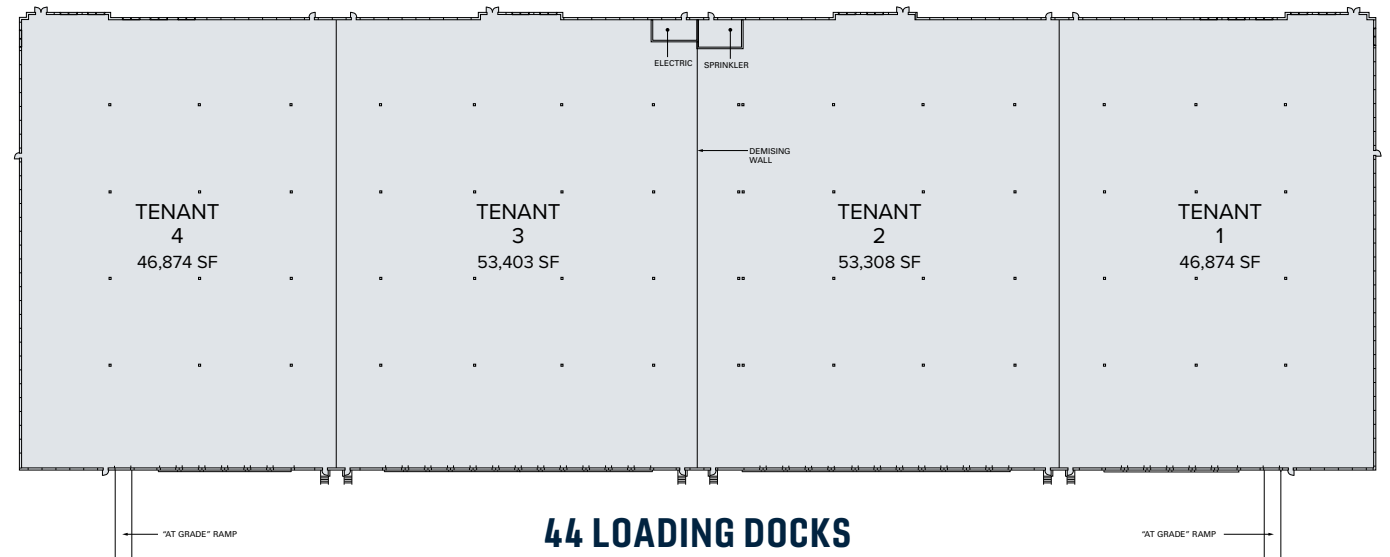 ELECTRIC
SPRINKLER
DEMISING
WALL
TENANT
4
46,874 SF
TENANT
3
53,403 SF
TENANT
2
53,308 SF
TENANT
1
46,874 SF
"AT GRADE" RAMP
44 LOADING DOCKS
"AT GRADE" RAMP